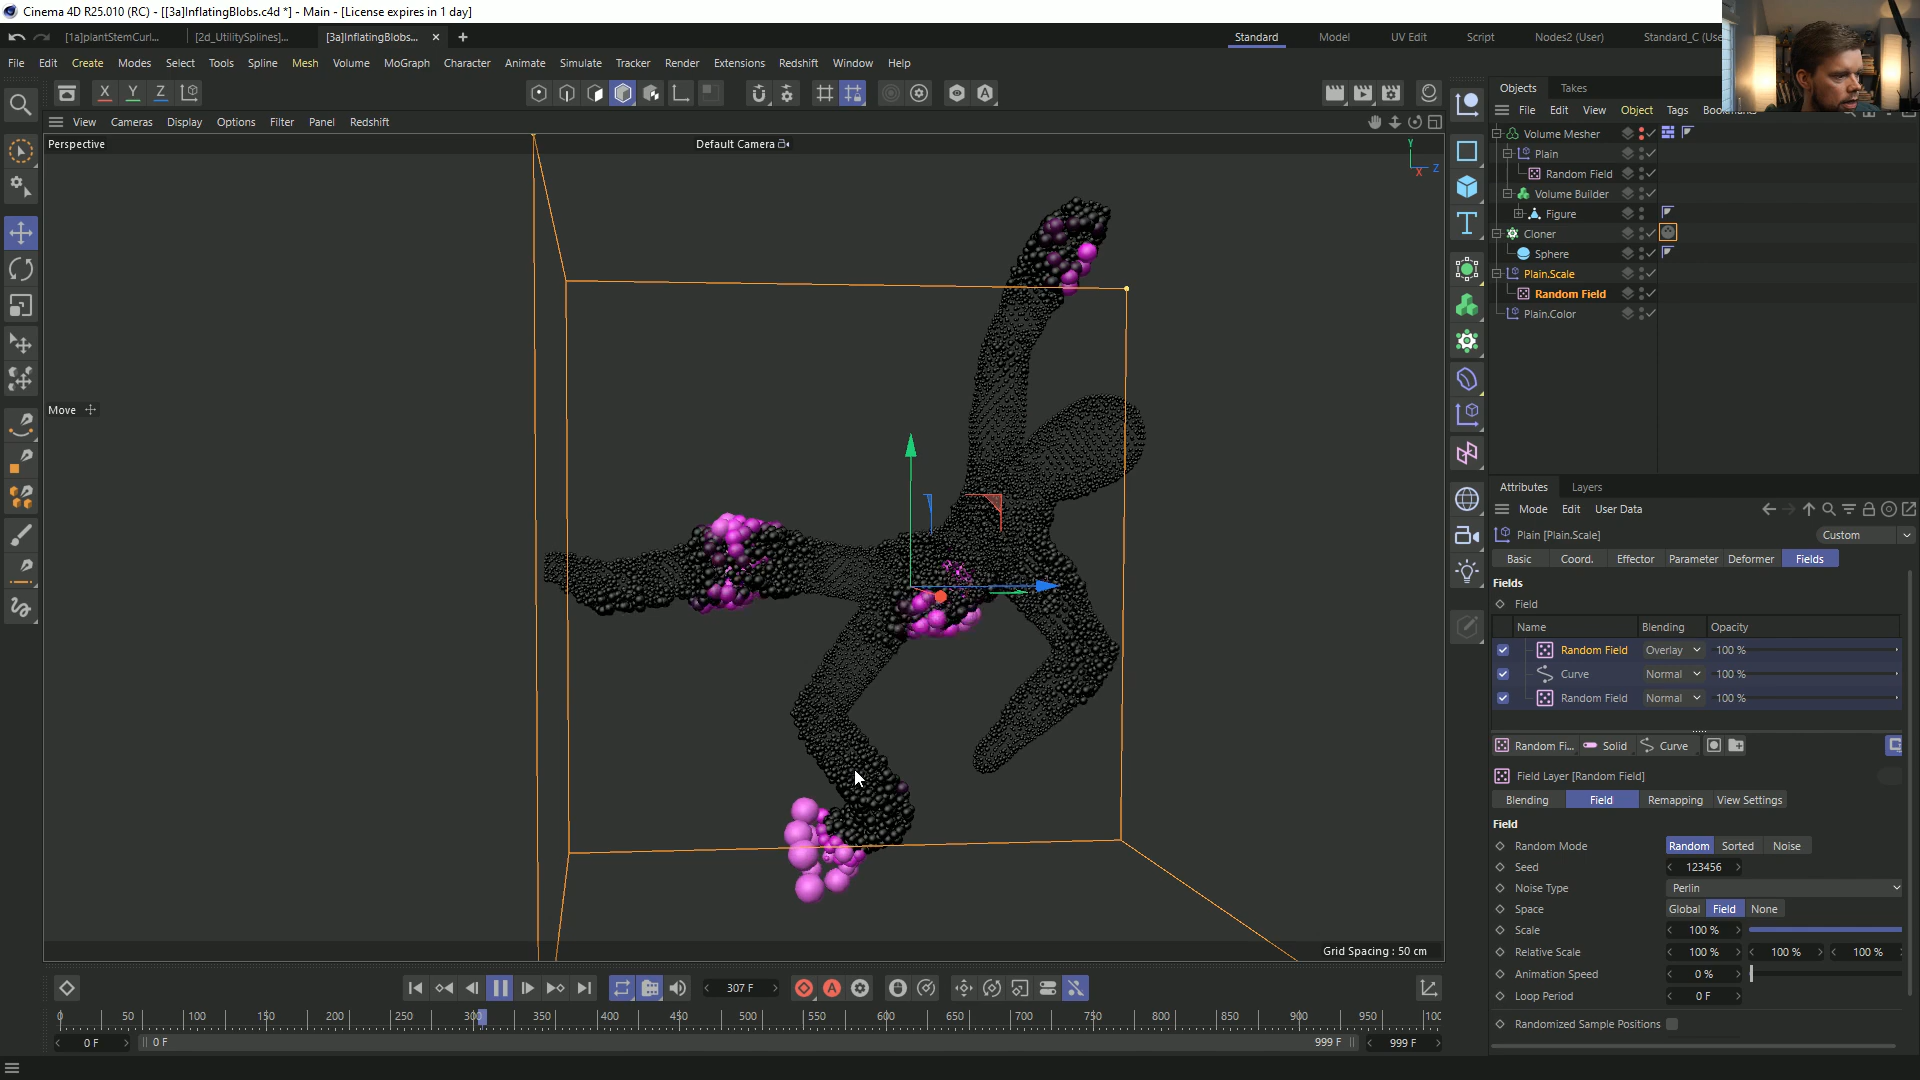 Cinema 4D R25.010 (RC) - [[3a]InflatingBlobs.c4d *] - Main - [License expires in 1 day]
[1a]plantStemCurl... [2d_UtilitySplines]... [3a]InflatingBlobs... Standard Model UV Edit Script Nodes2 (User) Standard_C (Use
File Edit Create Modes Select Tools Spline Mesh Volume MoGraph Character Animate Simulate Tracker Render Extensions Redshift Window Help
X Y Z
Objects Takes
File Edit View Object Tags
View Cameras Display Options Filter Panel Redshift
Perspective
Default Camera
Y
Z
X
Volume Mesher
Plain
Random Field
Volume Builder
Figure
Cloner
Sphere
Plain.Scale
Random Field
Plain.Color
Move
Attributes Layers
Mode Edit User Data
Plain [Plain.Scale]
Custom
Basic Coord. Effector Parameter Deformer Fields
Fields
Field
Name Blending Opacity
Random Field Overlay 100 %
Curve Normal 100 %
Random Field Normal 100 %
Random Fi... Solid Curve
Field Layer [Random Field]
Blending Field Remapping View Settings
Field
Random Mode Random Sorted Noise
Seed 123456
Noise Type Perlin
Space Global Field None
Scale 100 %
Relative Scale 100 % 100 % 100 %
Animation Speed 0 %
Loop Period 0 F
Randomized Sample Positions
Grid Spacing : 50 cm
307 F
0 50 100 150 200 250 300 350 400 450 500 550 600 650 700 750 800 850 900 950 100
0 F 0 F 999 F 999 F